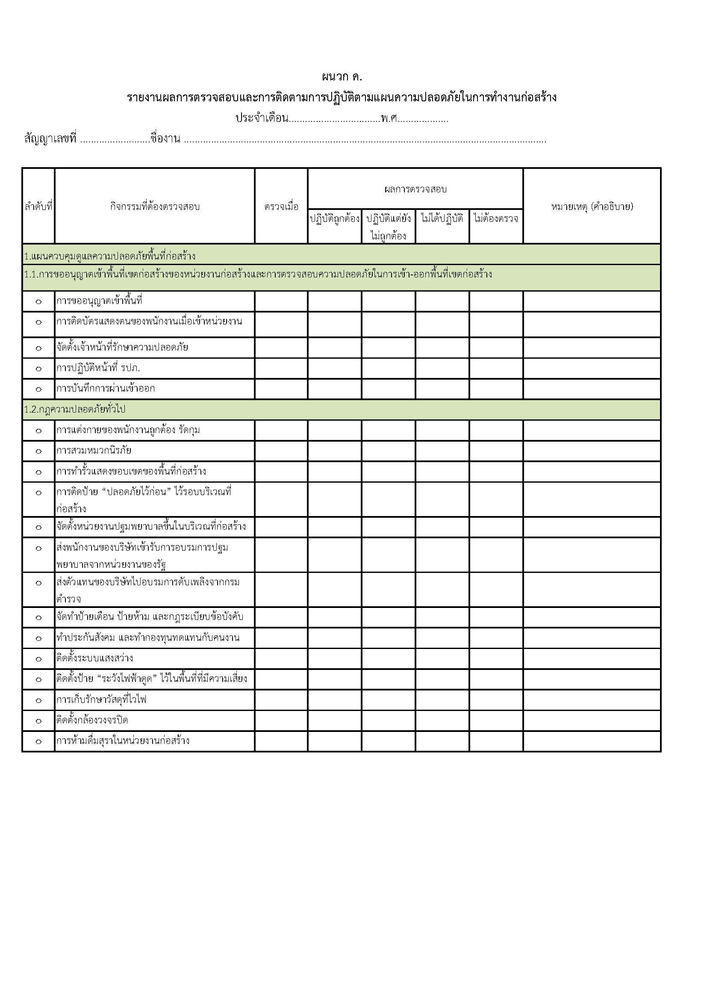 ผนวก ค.
รายงานผลการตรวจสอบและการติดตามการปฏิบัติตามแผนความปลอดภัยในการทำงานก่อสร้าง
ประจำเดือน..................................พ.ศ...................
สัญญาเลขที่ ..........................ชื่องาน ......................................................................................................................................
ลำดับที่ กิจกรรมที่ต้องตรวจสอบ ตรวจเมื่อ ผลการตรวจสอบ หมายเหตุ (คำอธิบาย)
ปฏิบัติถูกต้อง ปฏิบัติแต่ยัง ไม่ได้ปฏิบัติ ไม่ต้องตรวจ
ไม่ถูกต้อง
1.แผนควบคุมดูแลความปลอดภัยพื้นที่ก่อสร้าง
1.1.การขออนุญาตเข้าพื้นที่เขตก่อสร้างของหน่วยงานก่อสร้างและการตรวจสอบความปลอดภัยในการเข้า-ออกพื้นที่เขตก่อสร้าง
o การขออนุญาตเข้าพื้นที่
o การติดบัตรแสดงตนของพนักงานเมื่อเข้าหน่วยงาน
o จัดตั้งเจ้าหน้าที่รักษาความปลอดภัย
o การปฏิบัติหน้าที่ รปภ.
o การบันทึกการผ่านเข้าออก
1.2.กฎความปลอดภัยทั่วไป
o การแต่งกายของพนักงานถูกต้อง รัดกุม
o การสวมหมวกนิรภัย
o การทำรั้วแสดงขอบเขตของพื้นที่ก่อสร้าง
o การติดป้าย “ปลอดภัยไว้ก่อน” ไว้รอบบริเวณที่
ก่อสร้าง
o จัดตั้งหน่วยงานปฐมพยาบาลขึ้นในบริเวณที่ก่อสร้าง
o ส่งพนักงานของบริษัทเข้ารับการอบรมการปฐม
พยาบาลจากหน่วยงานของรัฐ
o ส่งตัวแทนของบริษัทไปอบรมการดับเพลิงจากกรม
ตำรวจ
o จัดทำป้ายเตือน ป้ายห้าม และกฎระเบียบข้อบังคับ
o ทำประกันสังคม และทำกองทุนทดแทนกับคนงาน
o ติดตั้งระบบแสงสว่าง
o ติดตั้งป้าย “ระวังไฟฟ้าดูด” ไว้ในพื้นที่ที่มีความเสี่ยง
o การเก็บรักษาวัสดุที่ไวไฟ
o ติดตั้งกล้องวงจรปิด
o การห้ามดื่มสุราในหน่วยงานก่อสร้าง